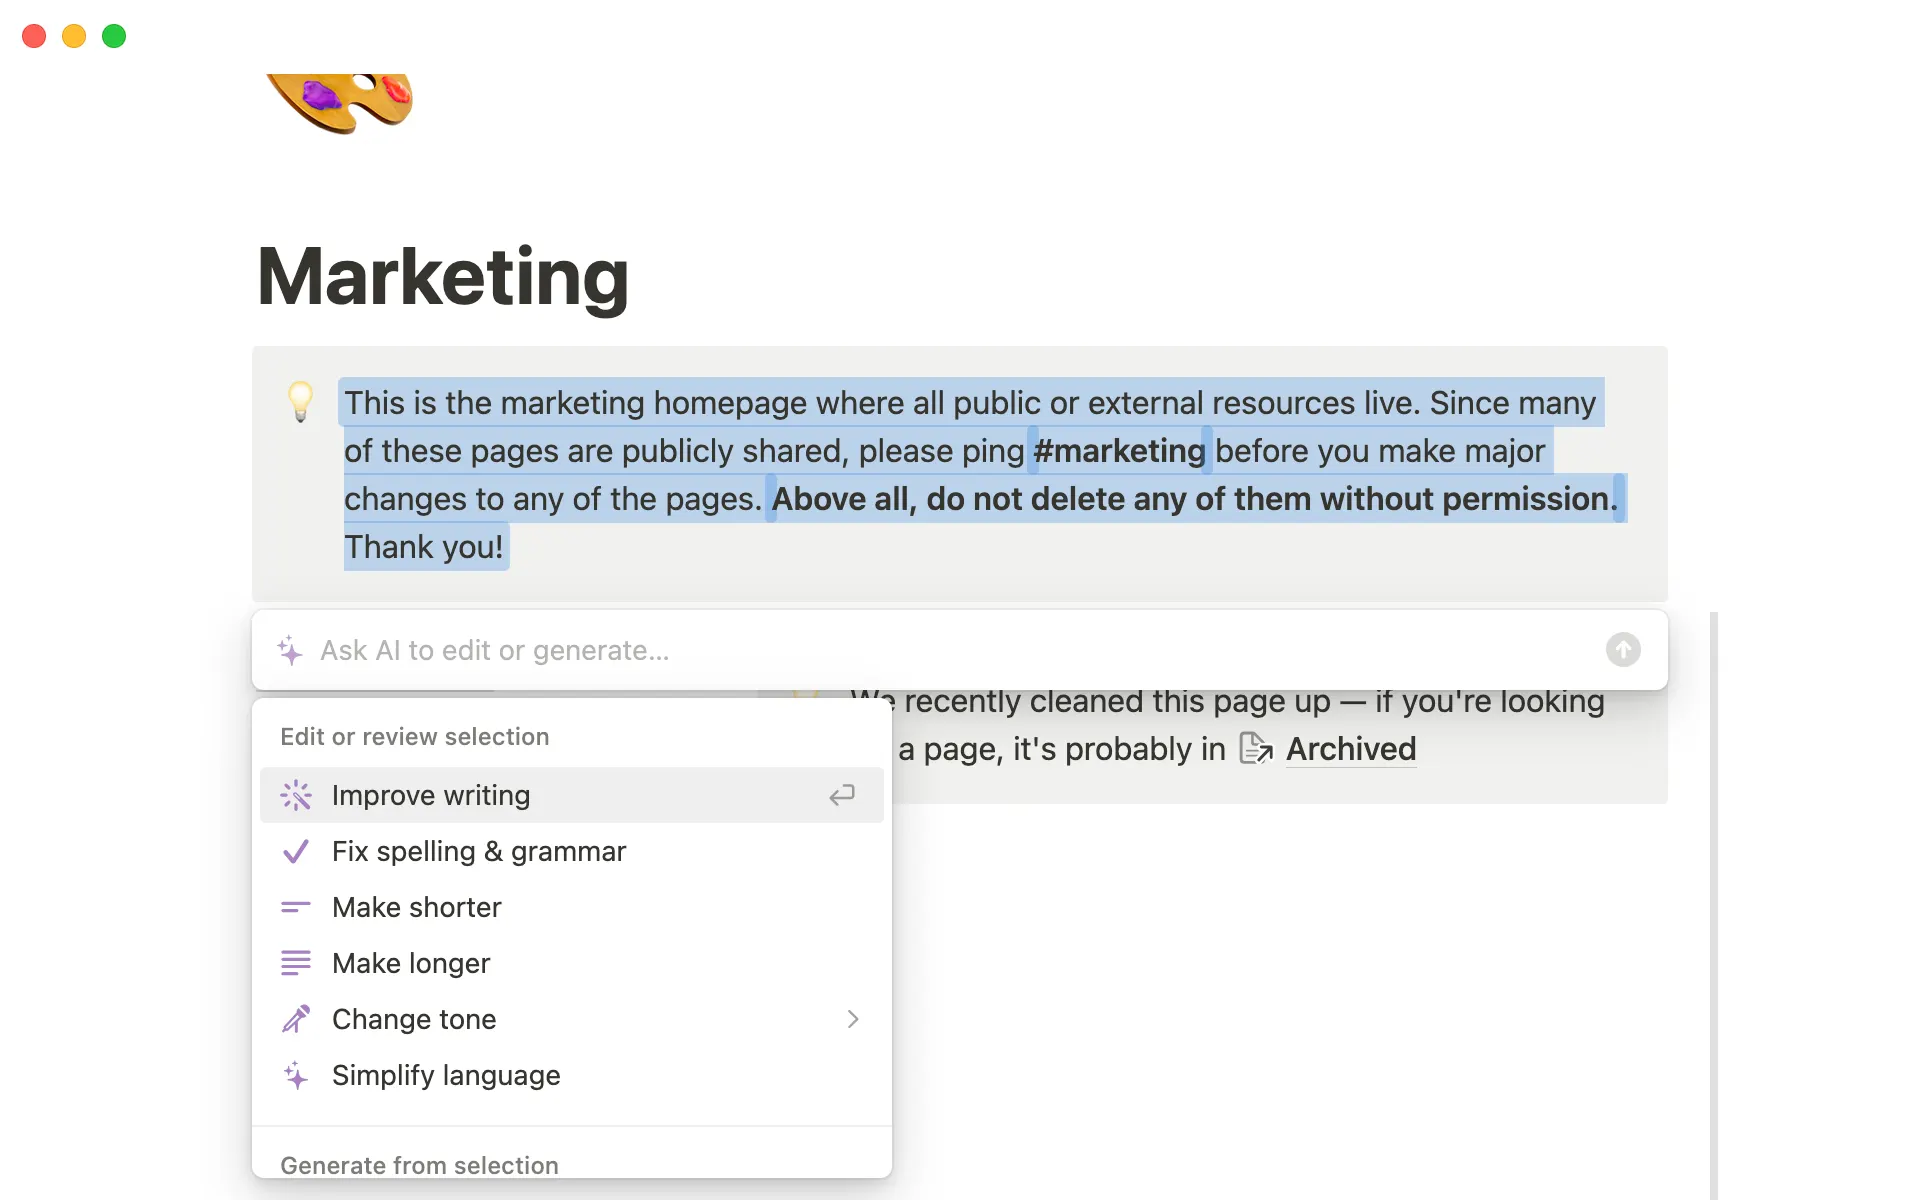 Marketing
This is the marketing homepage where all public or external resources live. Since many
of these pages are publicly shared, please ping #marketing before you make major
changes to any of the pages. Above all, do not delete any of them without permission.
Thank you!
Ask AI to edit or generate...
We recently cleaned this page up — if you're looking
a page, it's probably in Archived
Edit or review selection
Improve writing
Fix spelling & grammar
Make shorter
Make longer
Change tone
Simplify language
Generate from selection